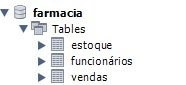 farmacia
Tables
estoque
funcionários
vendas